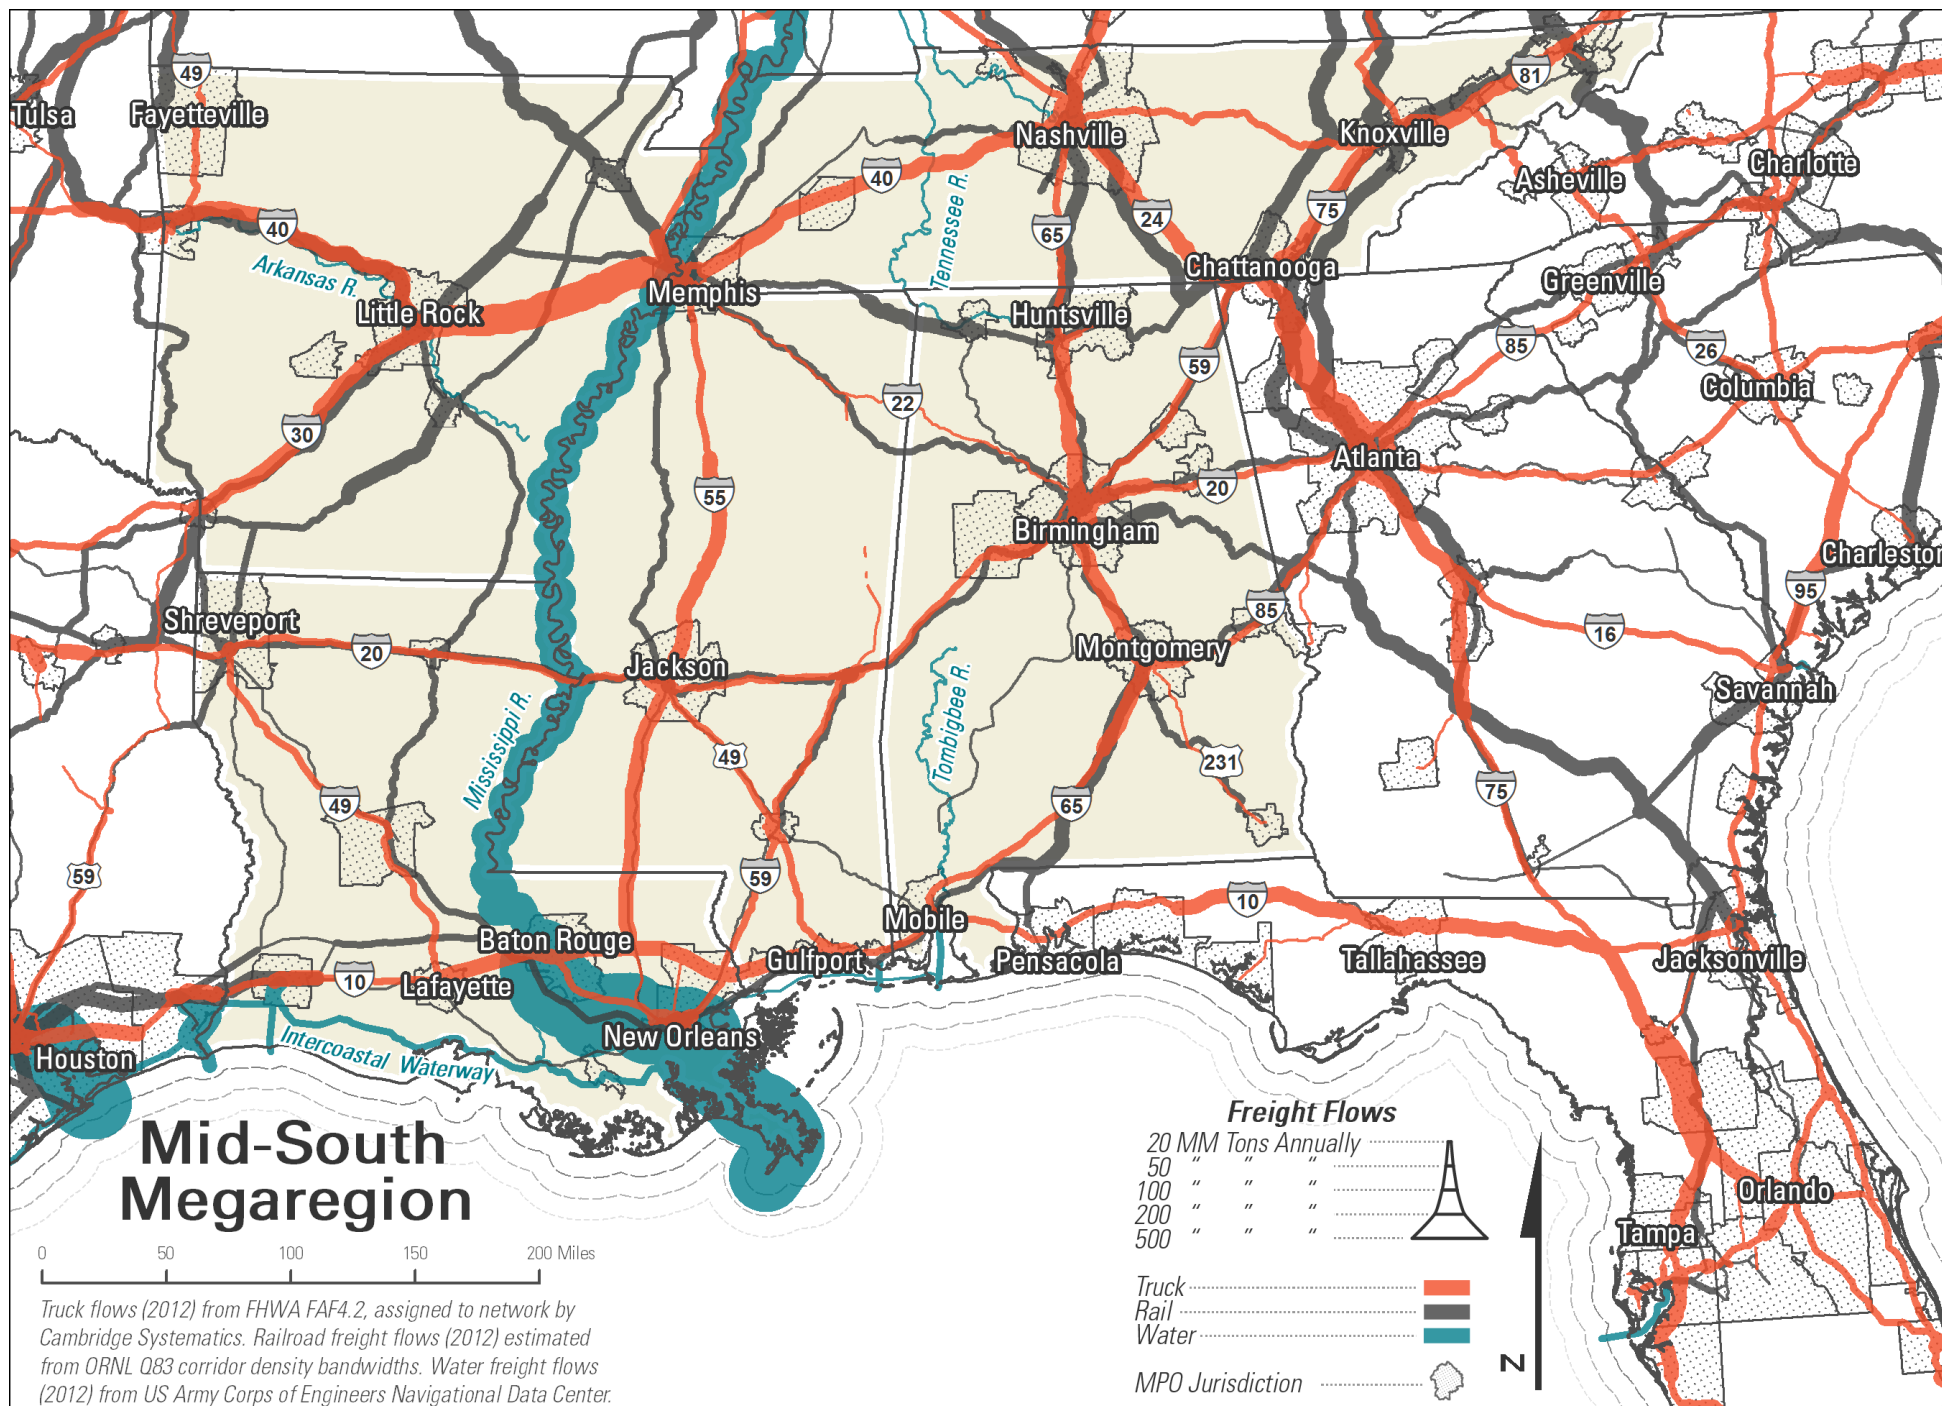 49
81
Tulsa
Fayetteville
Nashville
Knoxville
Charlotte
40
Asheville
75
24
65
40
Tennessee R.
Arkansas R.
Chattanooga
Greenville
Memphis
Little Rock
Huntsville
85
26
59
Columbia
22
30
Atlanta
55
20
Birmingham
Charleston
95
85
Shreveport
16
20
Jackson
Montgomery
Savannah
Mississippi R.
Tombigbee R.
49
231
49
65
75
59
59
10
Mobile
Baton Rouge
Gulfport
Pensacola
Tallahassee
Jacksonville
10
Lafayette
New Orleans
Houston
Intercoastal Waterway
Mid-South
Megaregion
0 50 100 150 200 Miles
Truck flows (2012) from FHWA FAF4.2, assigned to network by
Cambridge Systematics. Railroad freight flows (2012) estimated
from ORNL Q83 corridor density bandwidths. Water freight flows
(2012) from US Army Corps of Engineers Navigational Data Center.
Freight Flows
20 MM Tons Annually
50 " " "
100 " " "
200 " " "
500 " " "
Truck
Rail
Water
MPO Jurisdiction
N
Orlando
Tampa